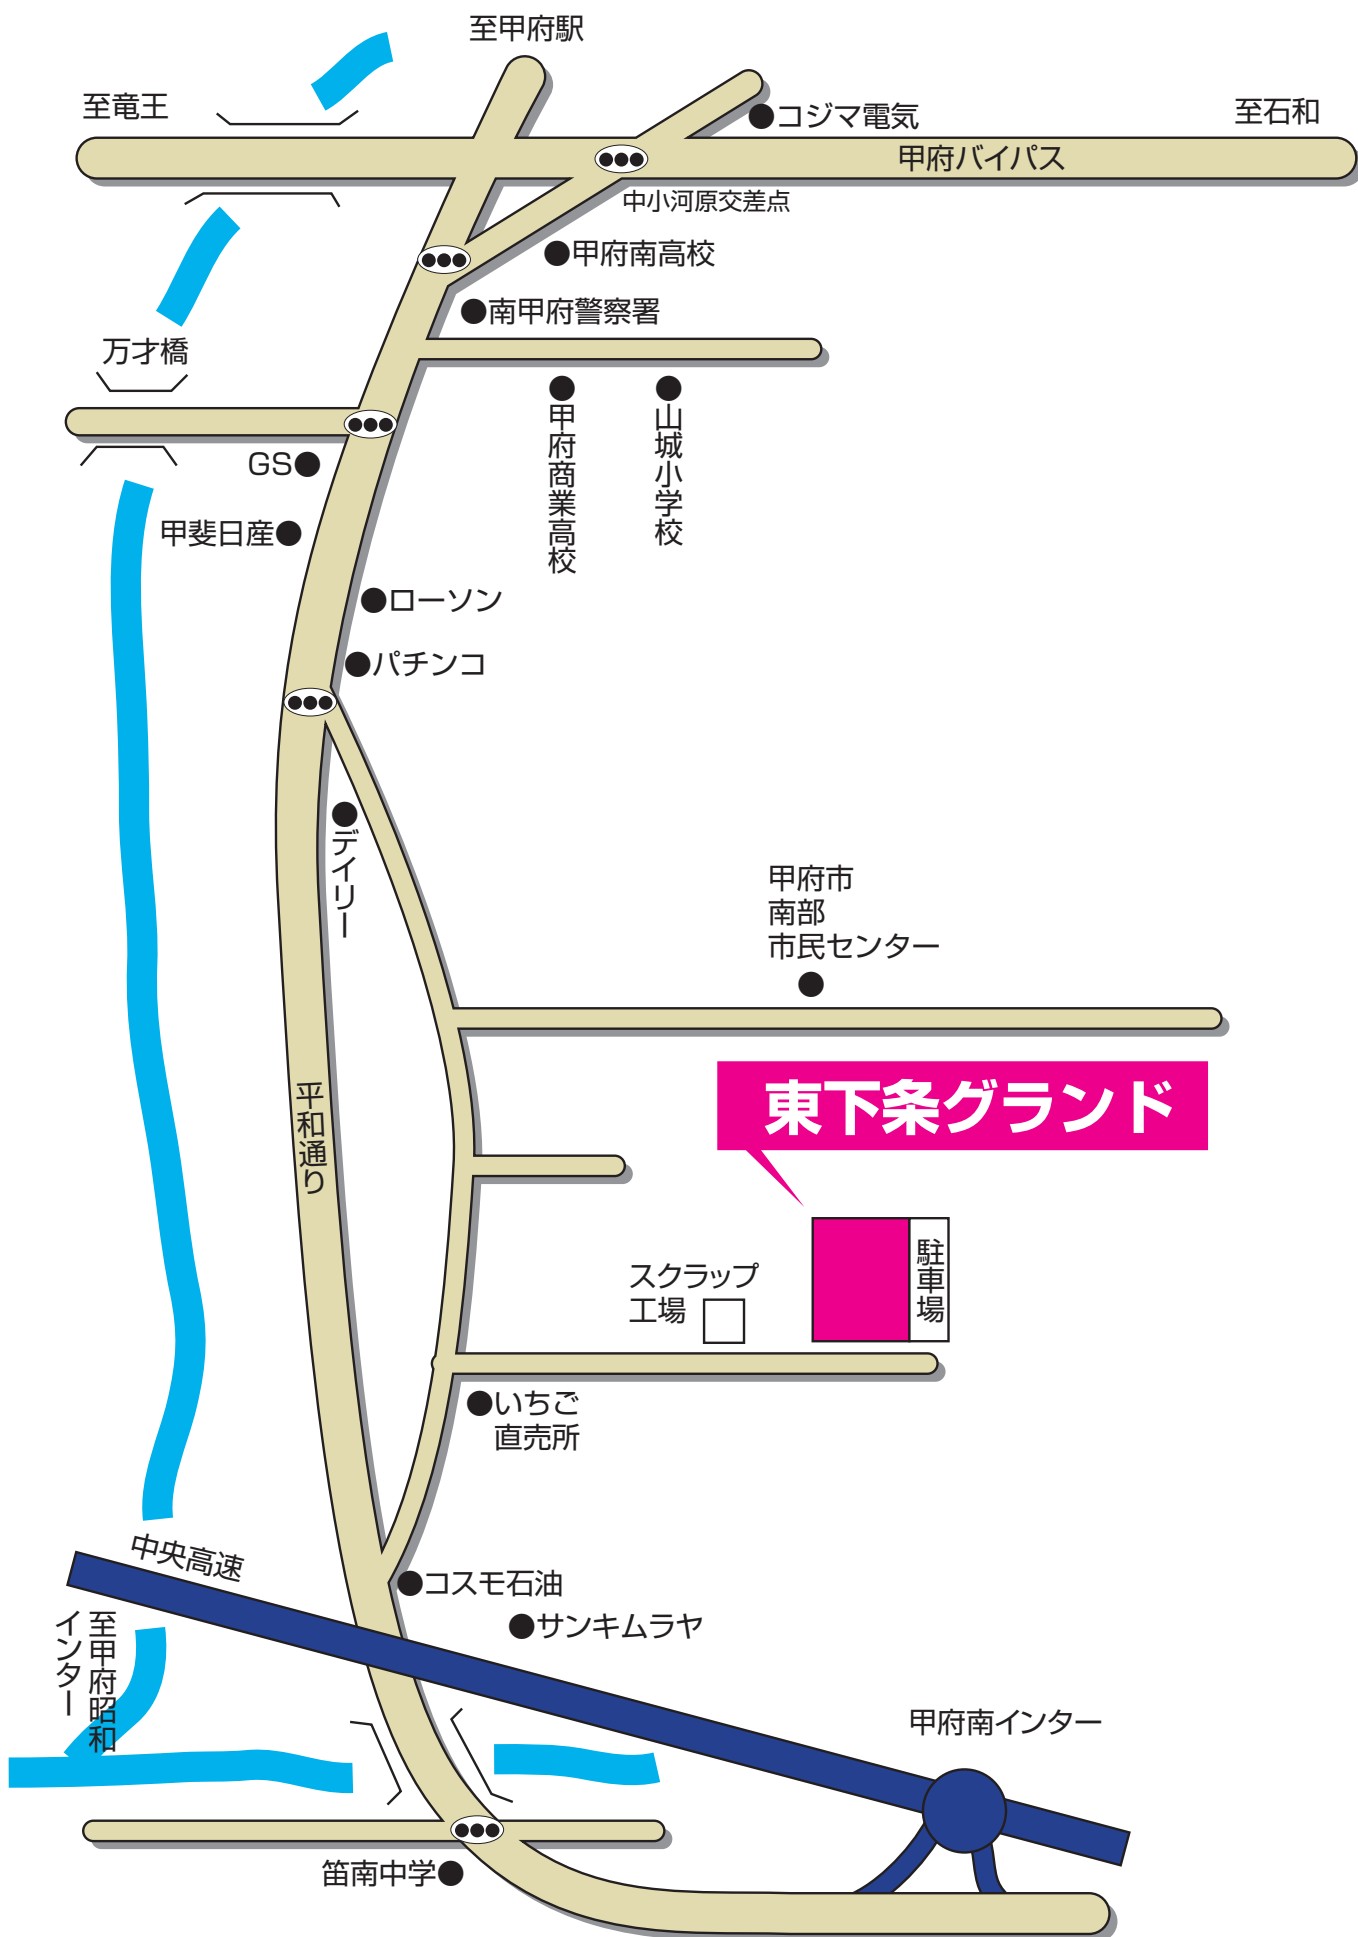 至甲府駅
至竜王
コジマ電気
至石和
甲府バイパス
中小河原交差点
甲府南高校
南甲府警察署
万才橋
甲府商業高校
山城小学校
GS
甲斐日産
ローソン
パチンコ
デイリー
甲府市
南部
市民センター
平和通り
東下条グランド
駐車場
スクラップ
工場
いちご
直売所
中央高速
コスモ石油
サンキムラヤ
至甲府昭和
インター
甲府南インター
笛南中学